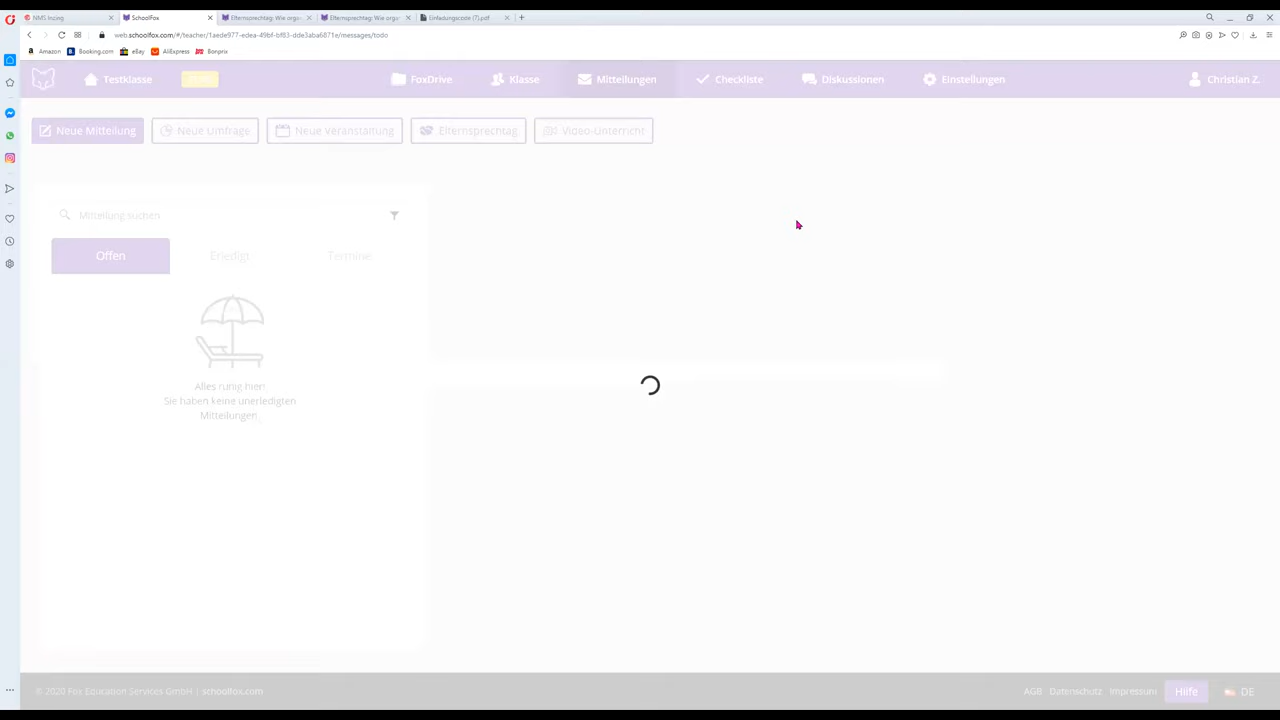 NMS Inzing
SchoolFox
Elternsprechtag: Wie orga
Elternsprechtag: Wie orga
Einladungscode (7).pdf
web.schoolfox.com/#/teacher/1aede977-edea-49bf-bf83-dde3aba6871e/messages/todo
Amazon
Booking.com
eBay
AliExpress
Bonprix
Testklasse
FoxDrive
Klasse
Mitteilungen
Checkliste
Diskussionen
Einstellungen
Christian Z.
Neue Mitteilung
Neue Umfrage
Neue Veranstaltung
Elternsprechtag
Video-Unterricht
Mitteilung suchen
Offen
Erledigt
Termine
Alles ruhig hier!
Sie haben keine unerledigten
Mitteilungen.
© 2020 Fox Education Services GmbH | schoolfox.com
AGB
Datenschutz
Impressum
Hilfe
DE